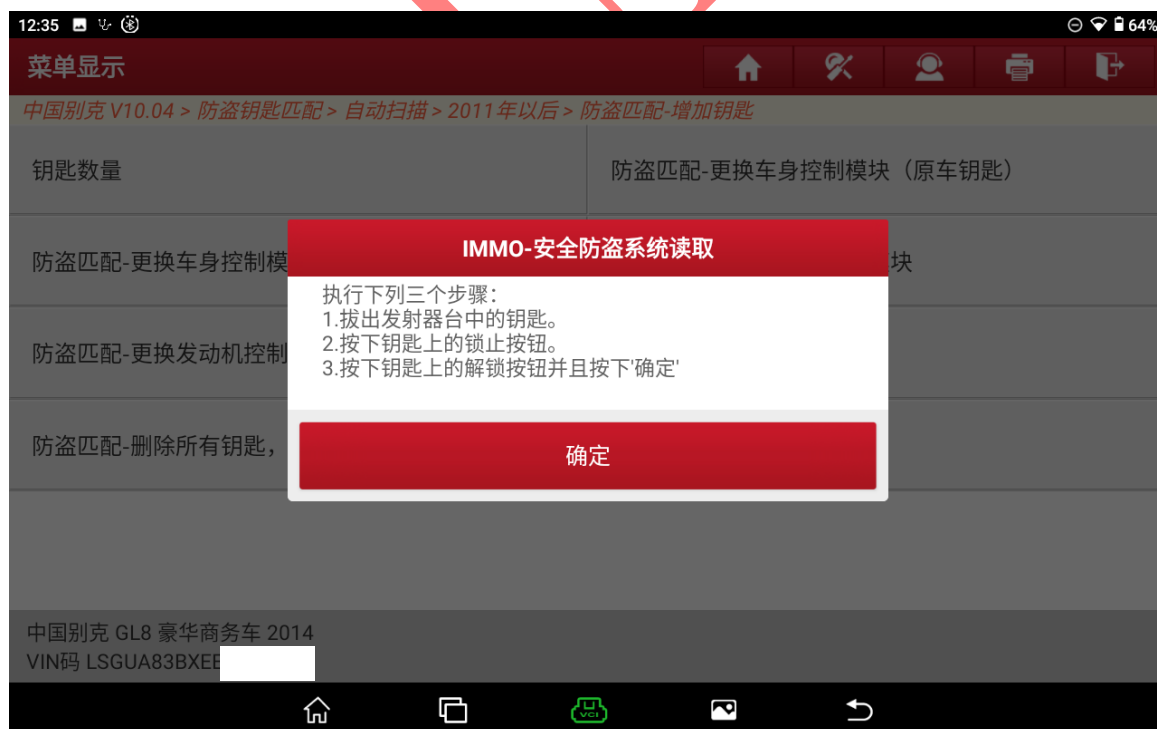 12:35
64%
菜单显示
中国别克 V10.04 > 防盗钥匙匹配 > 自动扫描 > 2011年以后 > 防盗匹配-增加钥匙
钥匙数量
防盗匹配-更换车身控制模块（原车钥匙）
防盗匹配-更换车身控制模
块
防盗匹配-更换发动机控制
防盗匹配-删除所有钥匙，
IMMO-安全防盗系统读取
执行下列三个步骤：
1.拔出发射器台中的钥匙。
2.按下钥匙上的锁止按钮。
3.按下钥匙上的解锁按钮并且按下'确定'
确定
中国别克 GL8 豪华商务车 2014
VIN码 LSGUA83BXEE
VCI